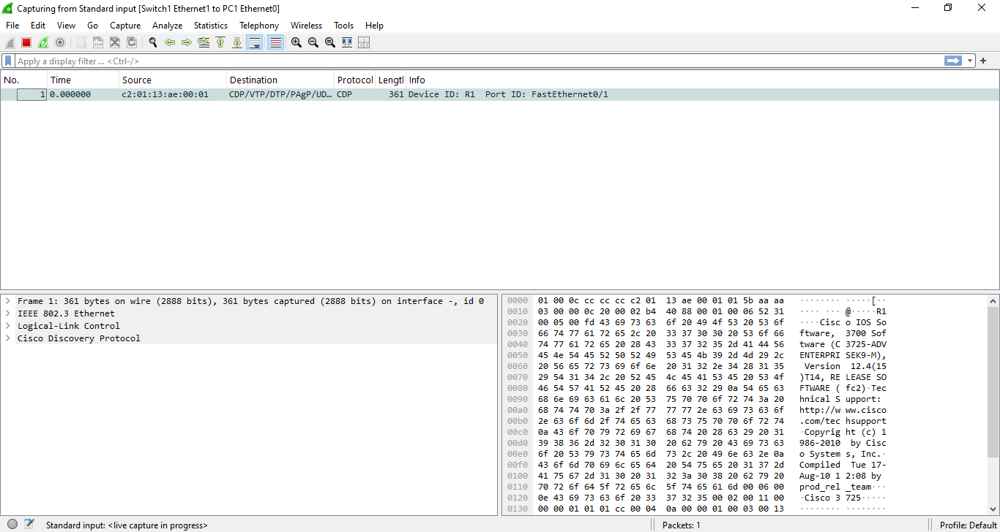 Capturing from Standard input [Switch1 Ethernet1 to PC1 Ethernet0]
File Edit View Go Capture Analyze Statistics Telephony Wireless Tools Help
Apply a display filter ... <Ctrl-/>
No. Time Source Destination Protocol Lengtl Info
1 0.000000 c2:01:13:ae:00:01 CDP/VTP/DTP/PAgP/UD… CDP 361 Device ID: R1 Port ID: FastEthernet0/1
Frame 1: 361 bytes on wire (2888 bits), 361 bytes captured (2888 bits) on interface -, id 0
IEEE 802.3 Ethernet
Logical-Link Control
Cisco Discovery Protocol
0000 01 00 0c cc cc cc c2 01 13 ae 00 01 01 5b aa aa ········ ·····[··
0010 03 00 00 0c 20 00 02 b4 40 88 00 01 00 06 52 31 ···· ··· @·····R1
0020 00 05 00 fd 43 69 73 63 6f 20 49 4f 53 20 53 6f ····Cisc o IOS So
0030 66 74 77 61 72 65 2c 20 33 37 30 30 20 53 6f 66 ftware, 3700 Sof
0040 74 77 61 72 65 20 28 43 33 37 32 35 2d 41 44 56 tware (C 3725-ADV
0050 45 4e 54 45 52 50 52 49 53 45 4b 39 2d 4d 29 2c ENTERPRI SEK9-M),
0060 20 56 65 72 73 69 6f 6e 20 31 32 2e 34 28 31 35 Version 12.4(15
0070 29 54 31 34 2c 20 52 45 4c 45 41 53 45 20 53 4f )T14, RE LEASE SO
0080 46 54 57 41 52 45 20 28 66 63 32 29 0a 54 65 63 FTWARE ( fc2)·Tec
0090 68 6e 69 63 61 6c 20 53 75 70 70 6f 72 74 3a 20 hnical S upport:
00a0 68 74 74 70 3a 2f 2f 77 77 77 2e 63 69 73 63 6f http://w ww.cisco
00b0 2e 63 6f 6d 2f 74 65 63 68 73 75 70 70 6f 72 74 .com/tec hsupport
00c0 0a 43 6f 70 79 72 69 67 68 74 20 28 63 29 20 31 ·Copyrig ht (c) 1
00d0 39 38 36 2d 32 30 31 30 20 62 79 20 43 69 73 63 986-2010 by Cisc
00e0 6f 20 53 79 73 74 65 6d 73 2c 20 49 6e 63 2e 0a o System s, Inc.·
00f0 43 6f 6d 70 69 6c 65 64 20 54 75 65 20 31 37 2d Compiled Tue 17-
0100 41 75 67 2d 31 30 20 31 32 3a 30 38 20 62 79 20 Aug-10 1 2:08 by
0110 70 72 6f 64 5f 72 65 6c 5f 74 65 61 6d 00 06 00 prod_rel _team···
0120 0e 43 69 73 63 6f 20 33 37 32 35 00 02 00 11 00 ·Cisco 3 725·····
0130 00 00 01 01 01 cc 00 04 0a 00 00 01 00 03 00 13 ········ ········
Standard input: <live capture in progress> Packets: 1 Profile: Default